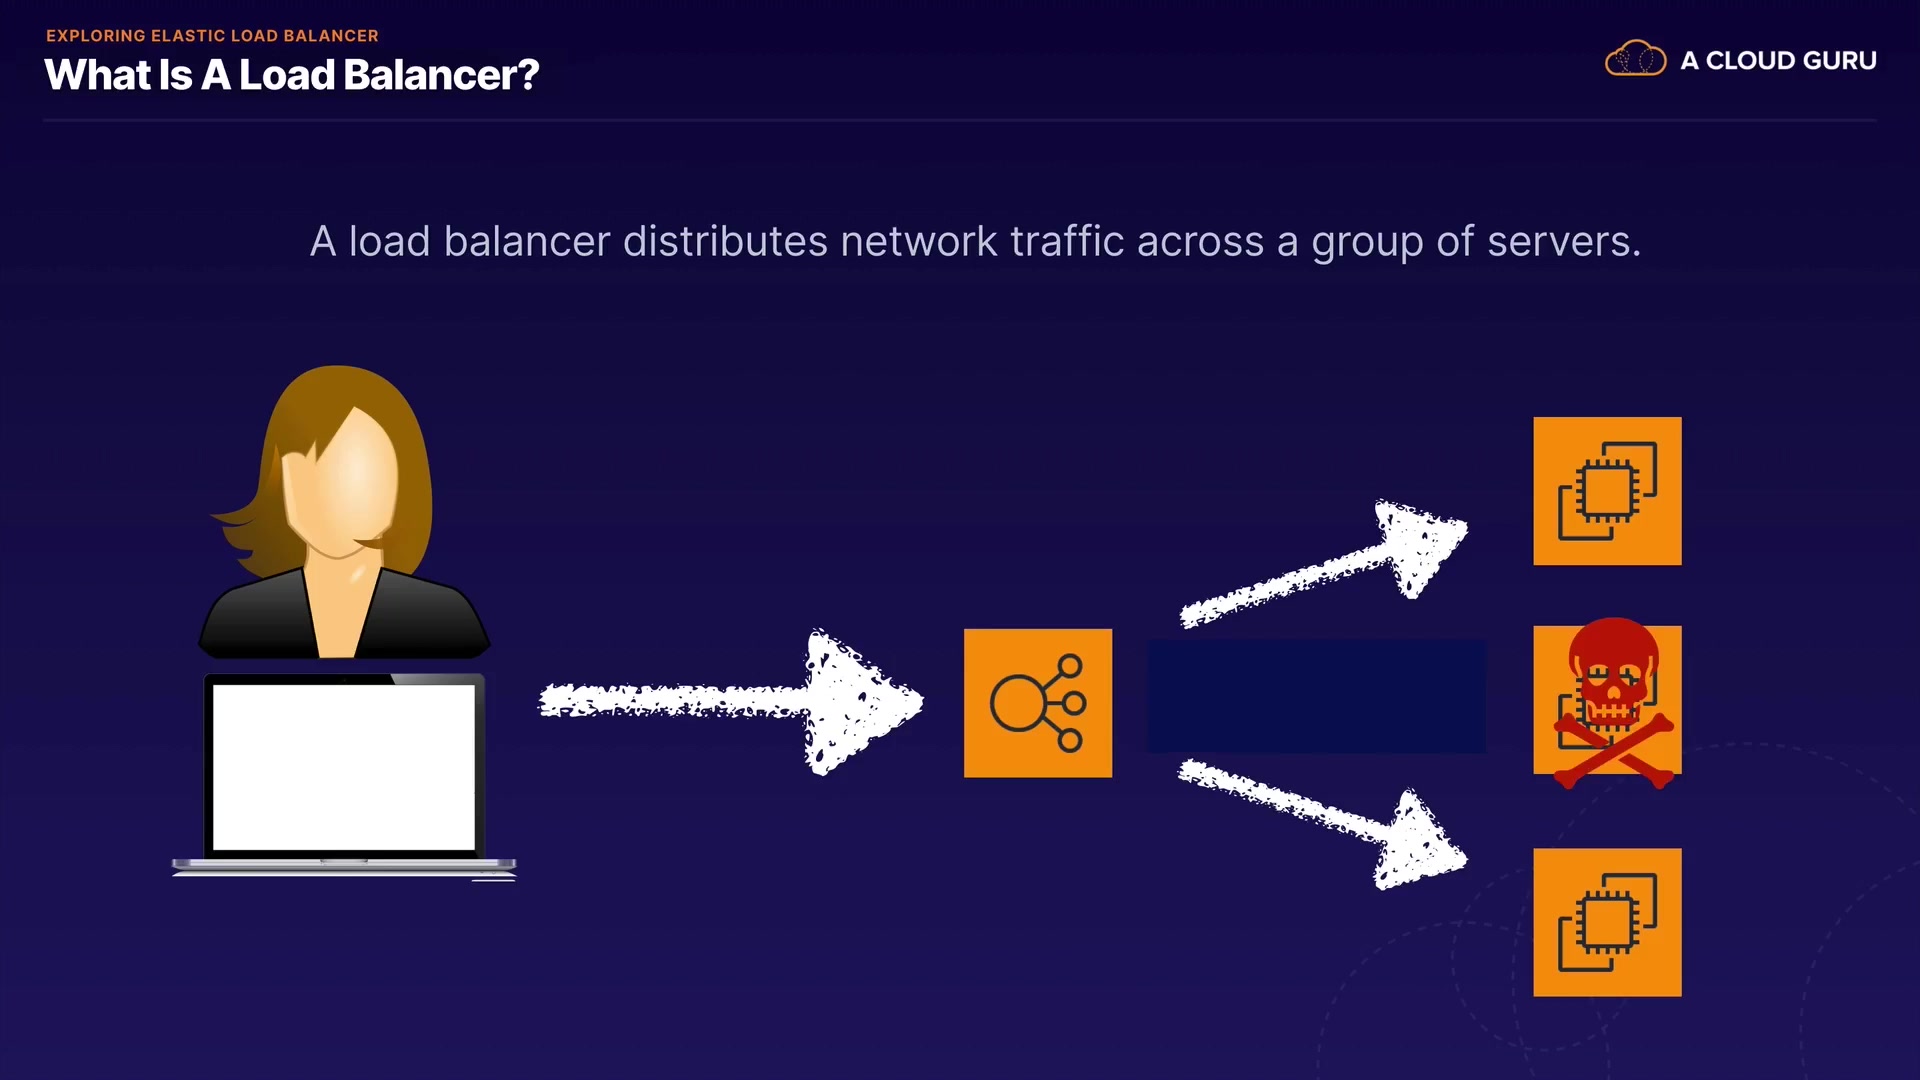 EXPLORING ELASTIC LOAD BALANCER
What Is A Load Balancer?
A CLOUD GURU
A load balancer distributes network traffic across a group of servers.